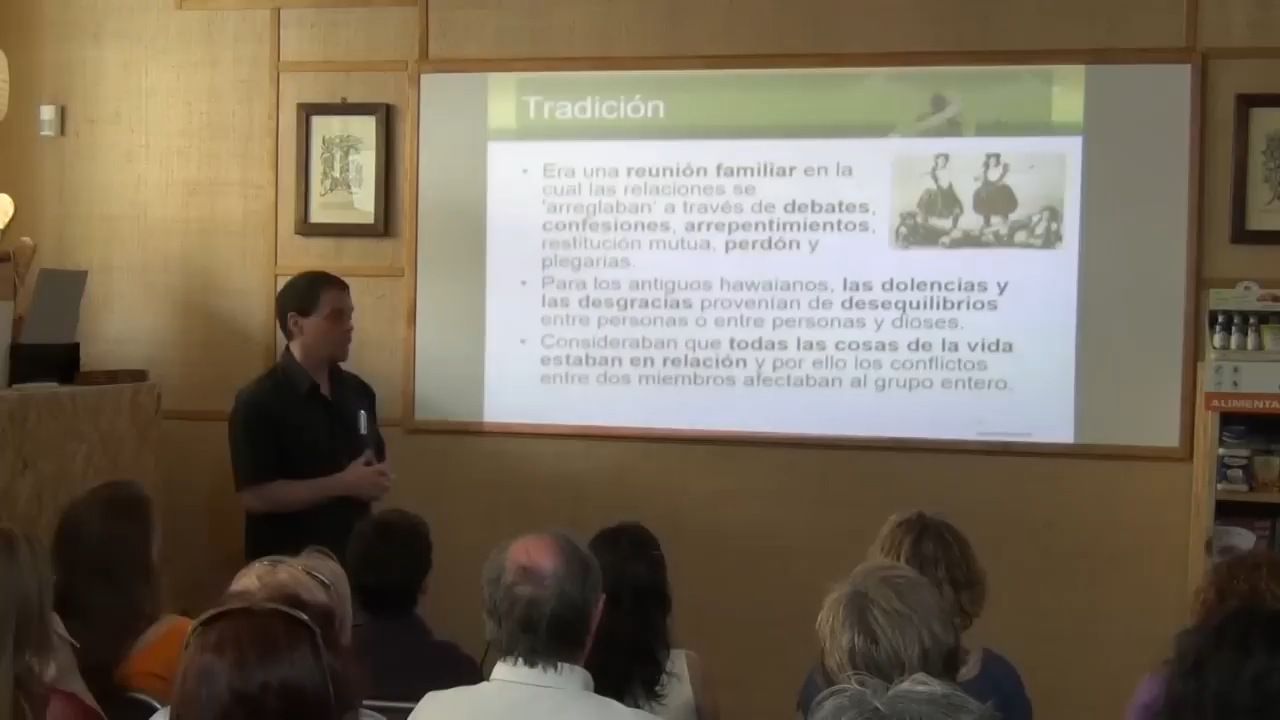 Tradición
• Era una reunión familiar en la
cual las relaciones se
'arreglaban' a través de debates,
confesiones, arrepentimientos,
restitución mutua, perdón y
plegarias.
• Para los antiguos hawaianos, las dolencias y
las desgracias provenían de desequilibrios
entre personas o entre personas y dioses.
• Consideraban que todas las cosas de la vida
estaban en relación y por ello los conflictos
entre dos miembros afectaban al grupo entero.
ALIMENTA